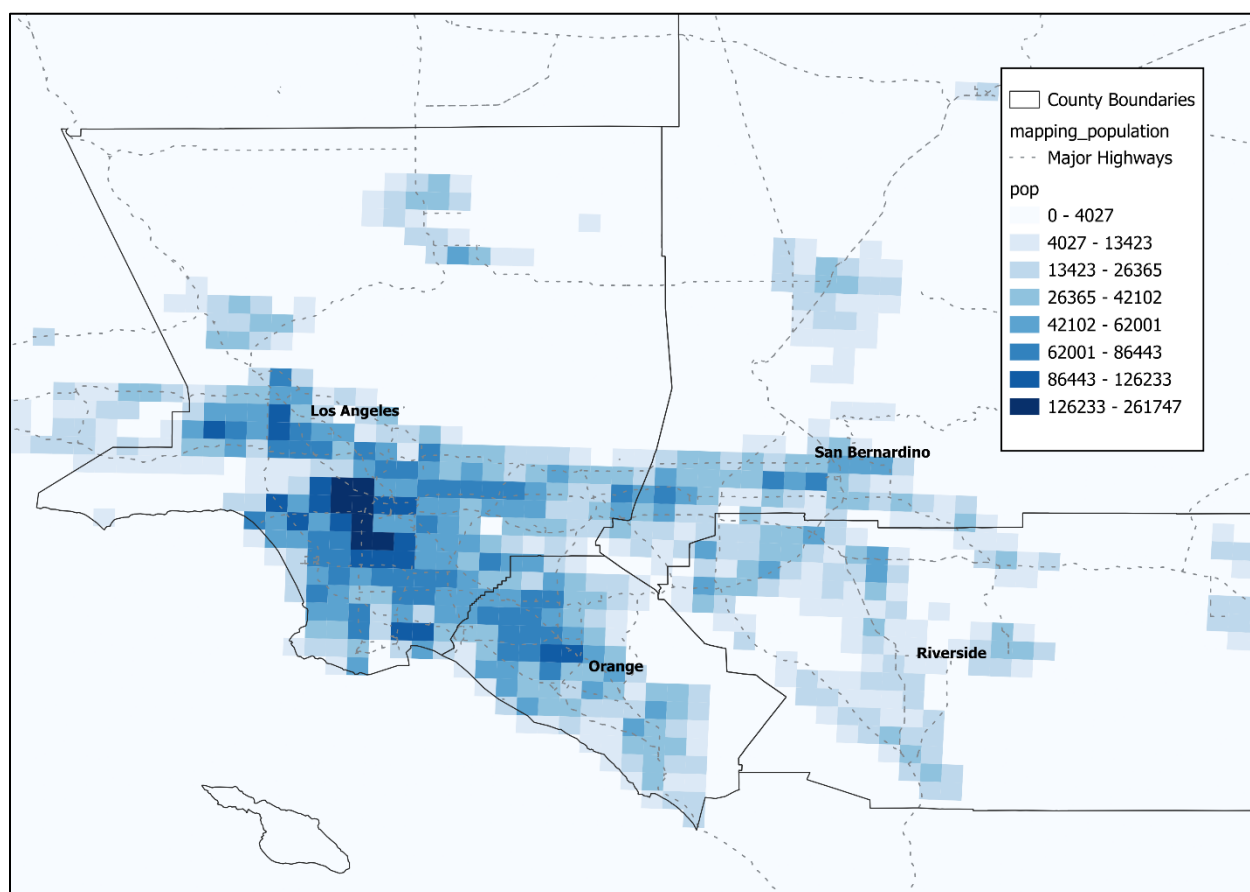 County Boundaries
mapping_population
Major Highways
pop
0 - 4027
4027 - 13423
13423 - 26365
26365 - 42102
42102 - 62001
62001 - 86443
86443 - 126233
126233 - 261747
Los Angeles
San Bernardino
Riverside
Orange